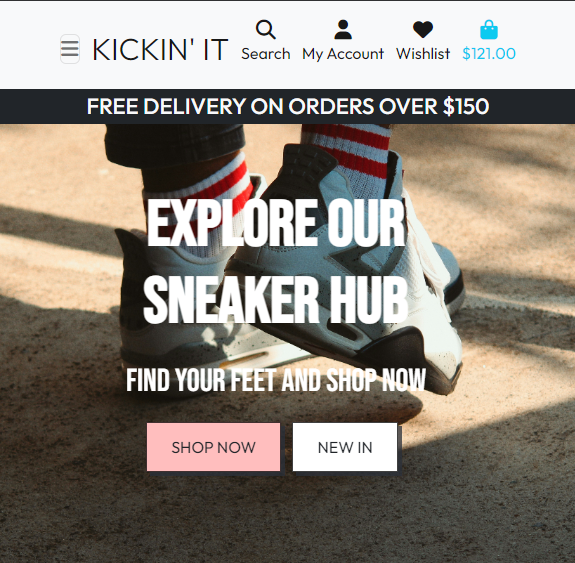 KICKIN' IT
Search My Account Wishlist $121.00
FREE DELIVERY ON ORDERS OVER $150
EXPLORE OUR
SNEAKER HUB
FIND YOUR FEET AND SHOP NOW
SHOP NOW NEW IN